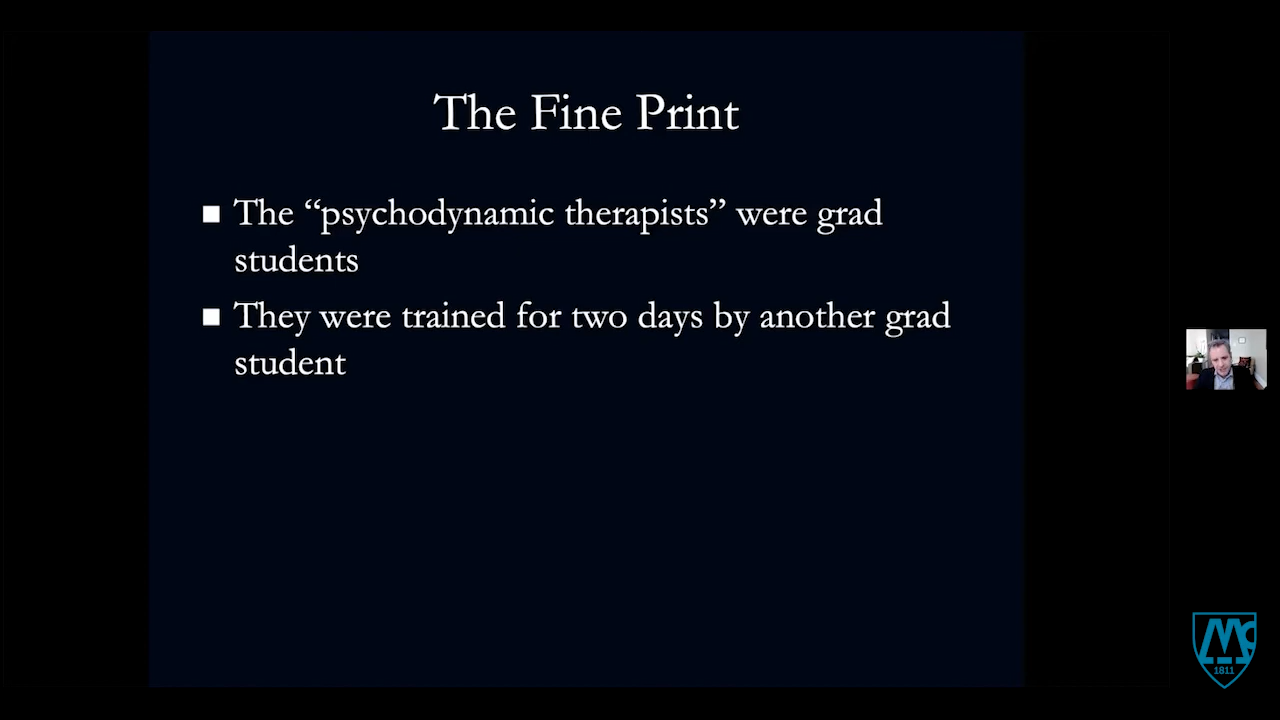 The Fine Print
■ The “psychodynamic therapists” were grad
students
■ They were trained for two days by another grad
student
Mc
1811